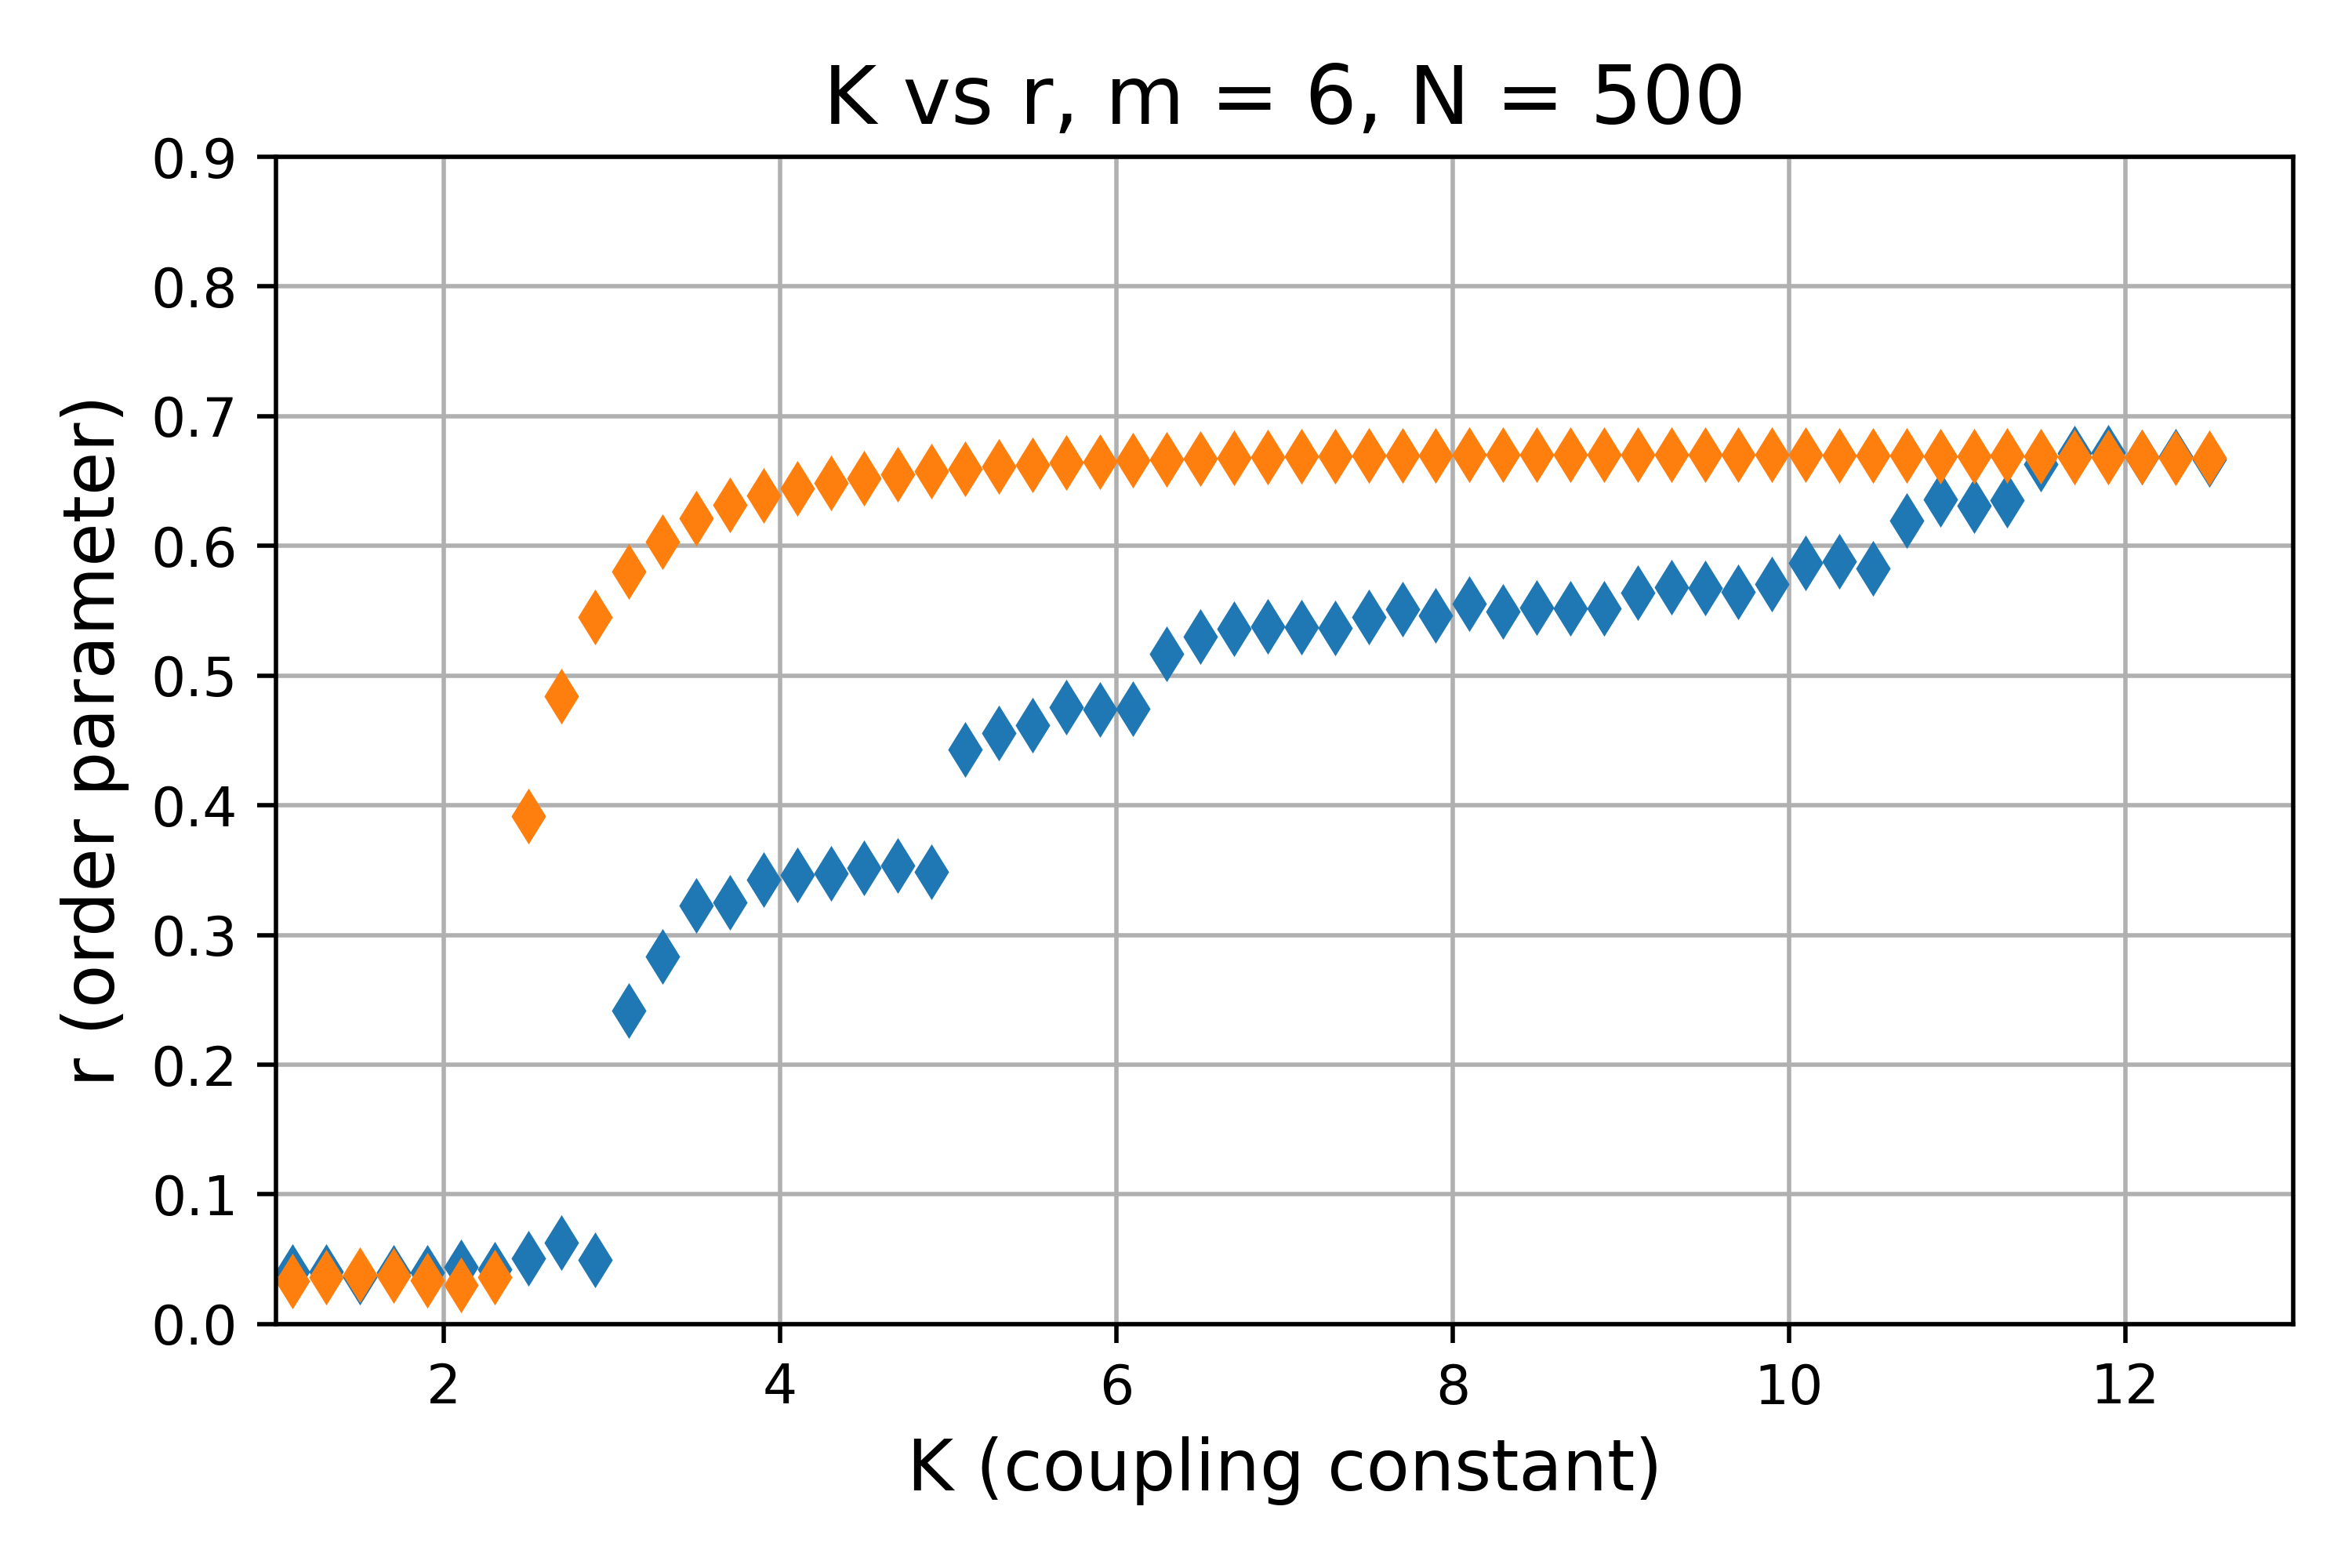 K vs r, m = 6, N = 500
r (order parameter)
0.9
0.8
0.7
0.6
0.5
0.4
0.3
0.2
0.1
0.0
2 4 6 8 10 12
K (coupling constant)